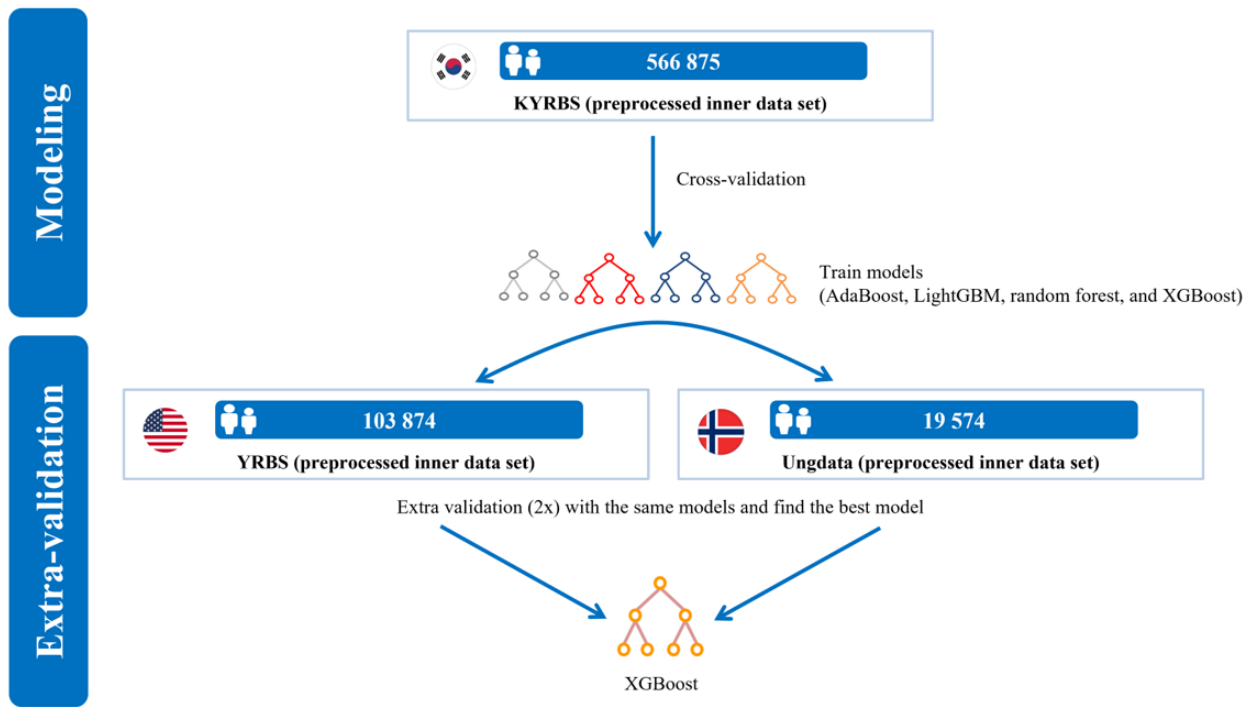 Modeling
566 875
KYRBS (preprocessed inner data set)
Cross-validation
Train models
(AdaBoost, LightGBM, random forest, and XGBoost)
Extra-validation
103 874
YRBS (preprocessed inner data set)
19 574
Ungdata (preprocessed inner data set)
Extra validation (2x) with the same models and find the best model
XGBoost